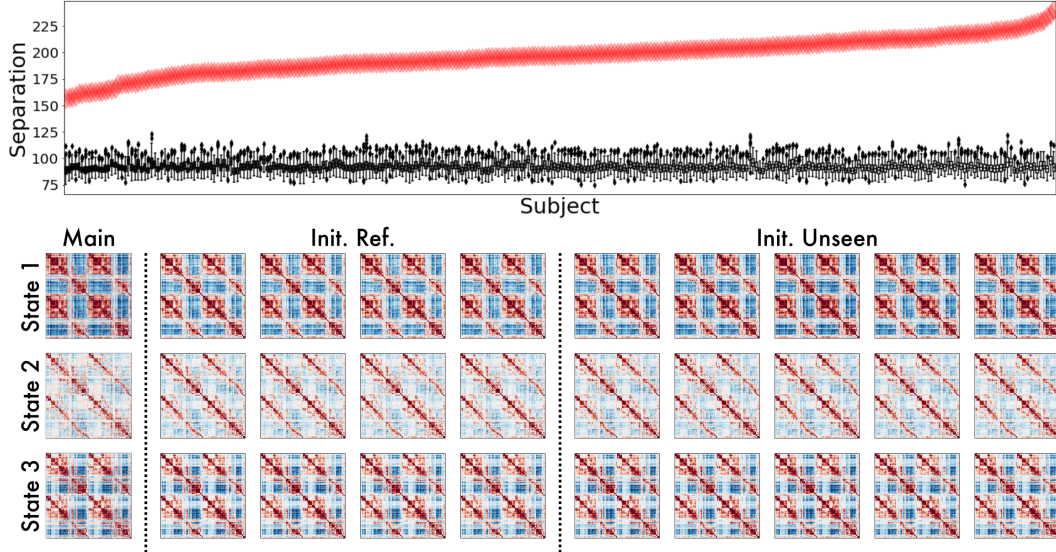 225
200
175
150
125
100
75
Separation
Subject
Main
Init. Ref.
Init. Unseen
State 1
State 2
State 3